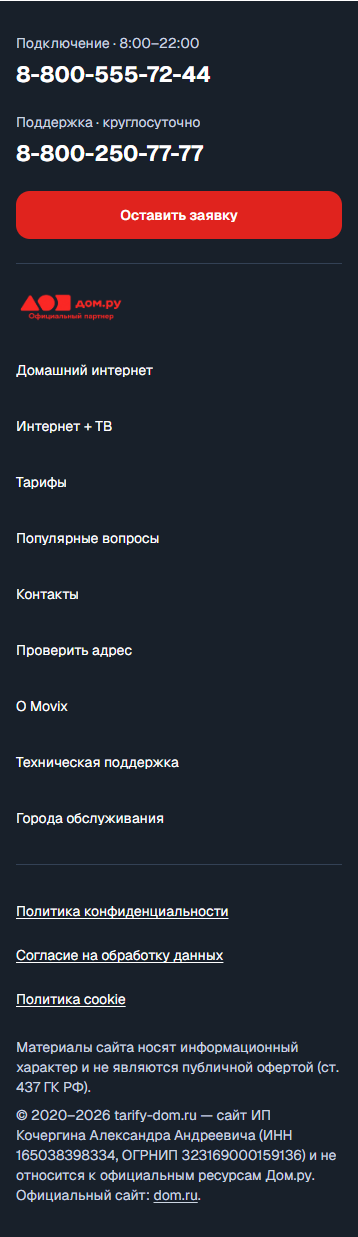 Подключение · 8:00–22:00
8-800-555-72-44
Поддержка · круглосуточно
8-800-250-77-77
Оставить заявку
дом.ру
Официальный партнер
Домашний интернет
Интернет + ТВ
Тарифы
Популярные вопросы
Контакты
Проверить адрес
О Movix
Техническая поддержка
Города обслуживания
Политика конфиденциальности
Согласие на обработку данных
Политика cookie
Материалы сайта носят информационный
характер и не являются публичной офертой (ст.
437 ГК РФ).
© 2020–2026 tarify-dom.ru — сайт ИП
Кочергина Александра Андреевича (ИНН
165038398334, ОГРНИП 323169000159136) и не
относится к официальным ресурсам Дом.ру.
Официальный сайт: dom.ru.